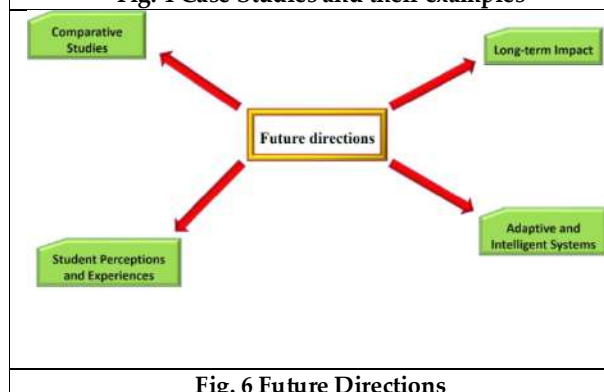 Fig. 4 Case Studies and their examples
Comparative
Studies
Long-term Impact
Future directions
Student Perceptions
and Experiences
Adaptive and
Intelligent Systems
Fig. 6 Future Directions